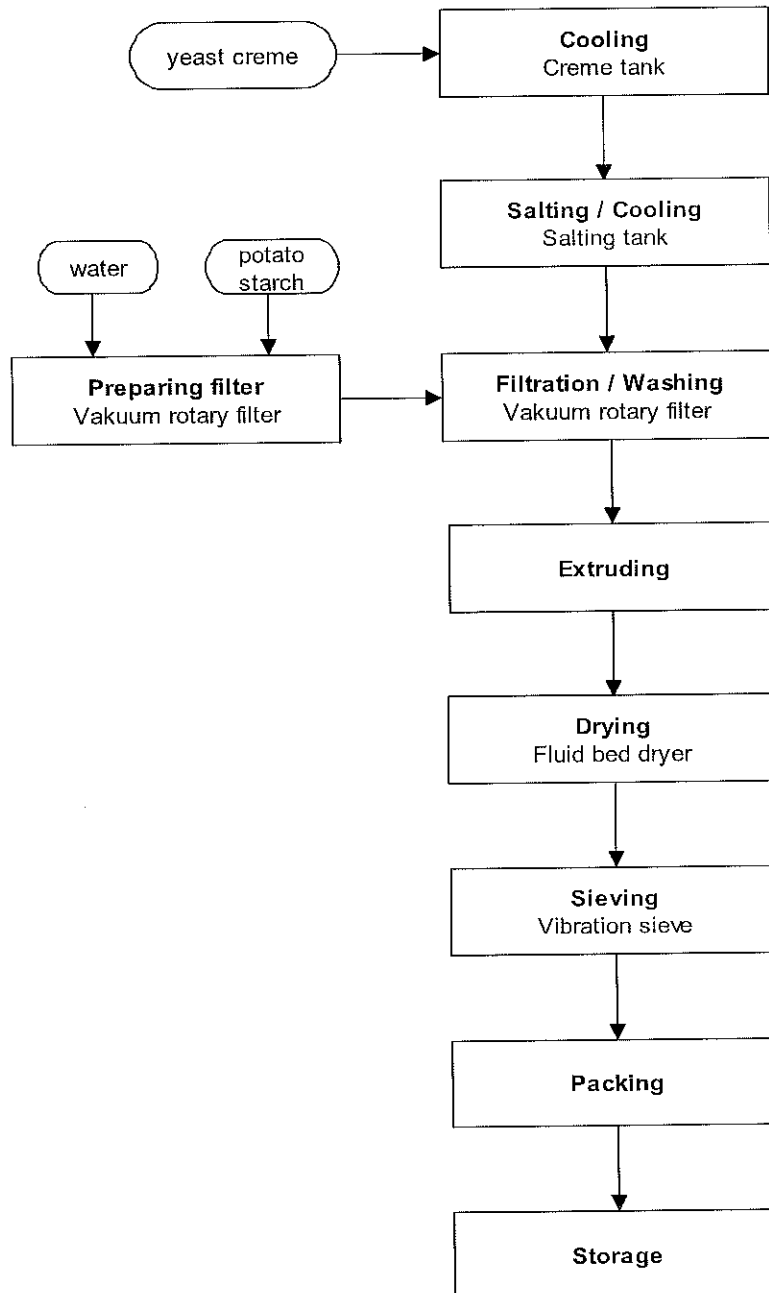 yeast creme
Cooling
Creme tank
Salting / Cooling
Salting tank
water
potato
starch
Preparing filter
Vakuum rotary filter
Filtration / Washing
Vakuum rotary filter
Extruding
Drying
Fluid bed dryer
Sieving
Vibration sieve
Packing
Storage